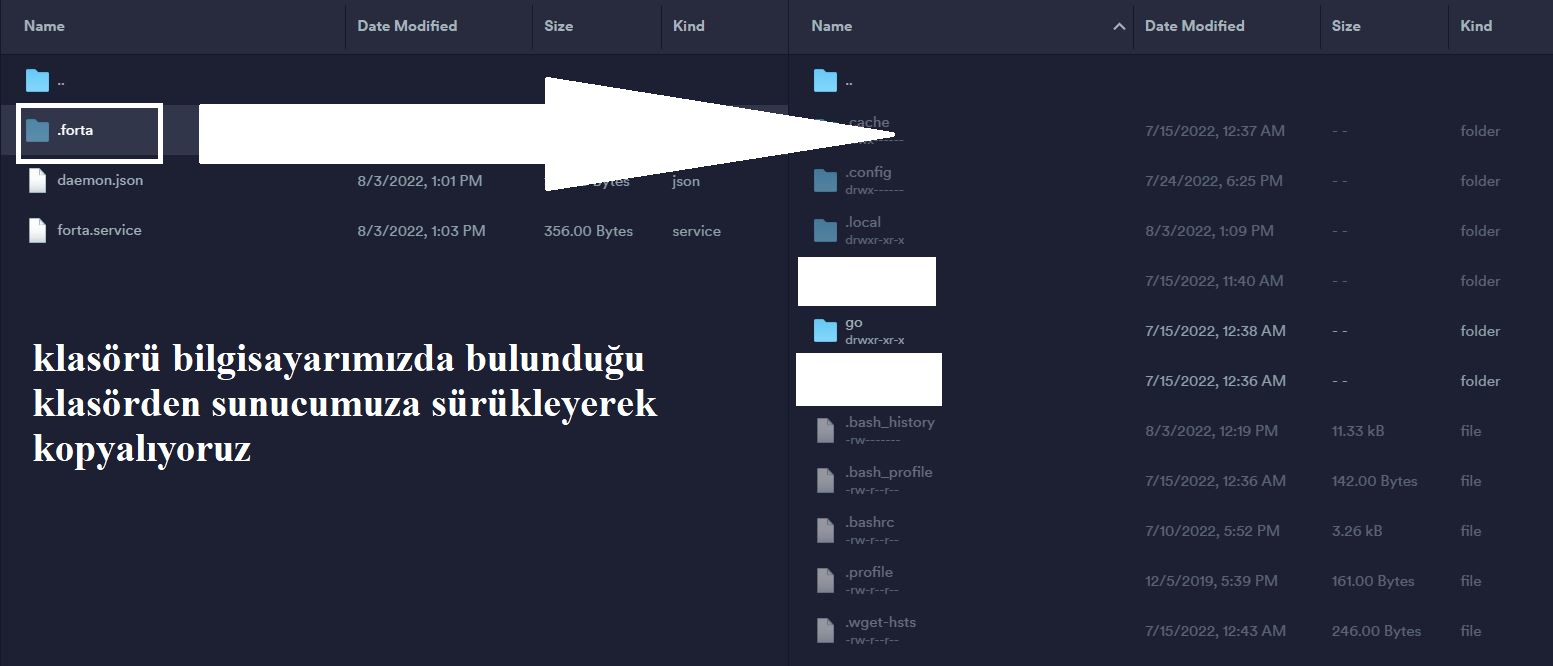 Name Date Modified Size Kind
..
.forta
daemon.json 8/3/2022, 1:01 PM Bytes json
forta.service 8/3/2022, 1:03 PM 356.00 Bytes service
klasörü bilgisayarımızda bulunduğu
klasörden sunucumuza sürükleyerek
kopyalıyoruz
Name Date Modified Size Kind
..
.cache 7/15/2022, 12:37 AM -- folder
.config 7/24/2022, 6:25 PM -- folder
drwx------
.local 8/3/2022, 1:09 PM -- folder
drwxr-xr-x
7/15/2022, 11:40 AM -- folder
go 7/15/2022, 12:38 AM -- folder
drwxr-xr-x
7/15/2022, 12:36 AM -- folder
.bash_history 8/3/2022, 12:19 PM 11.33 kB file
-rw-------
.bash_profile 7/15/2022, 12:36 AM 142.00 Bytes file
-rw-r--r--
.bashrc 7/10/2022, 5:52 PM 3.26 kB file
-rw-r--r--
.profile 12/5/2019, 5:39 PM 161.00 Bytes file
-rw-r--r--
.wget-hsts 7/15/2022, 12:43 AM 246.00 Bytes file
-rw-r--r--